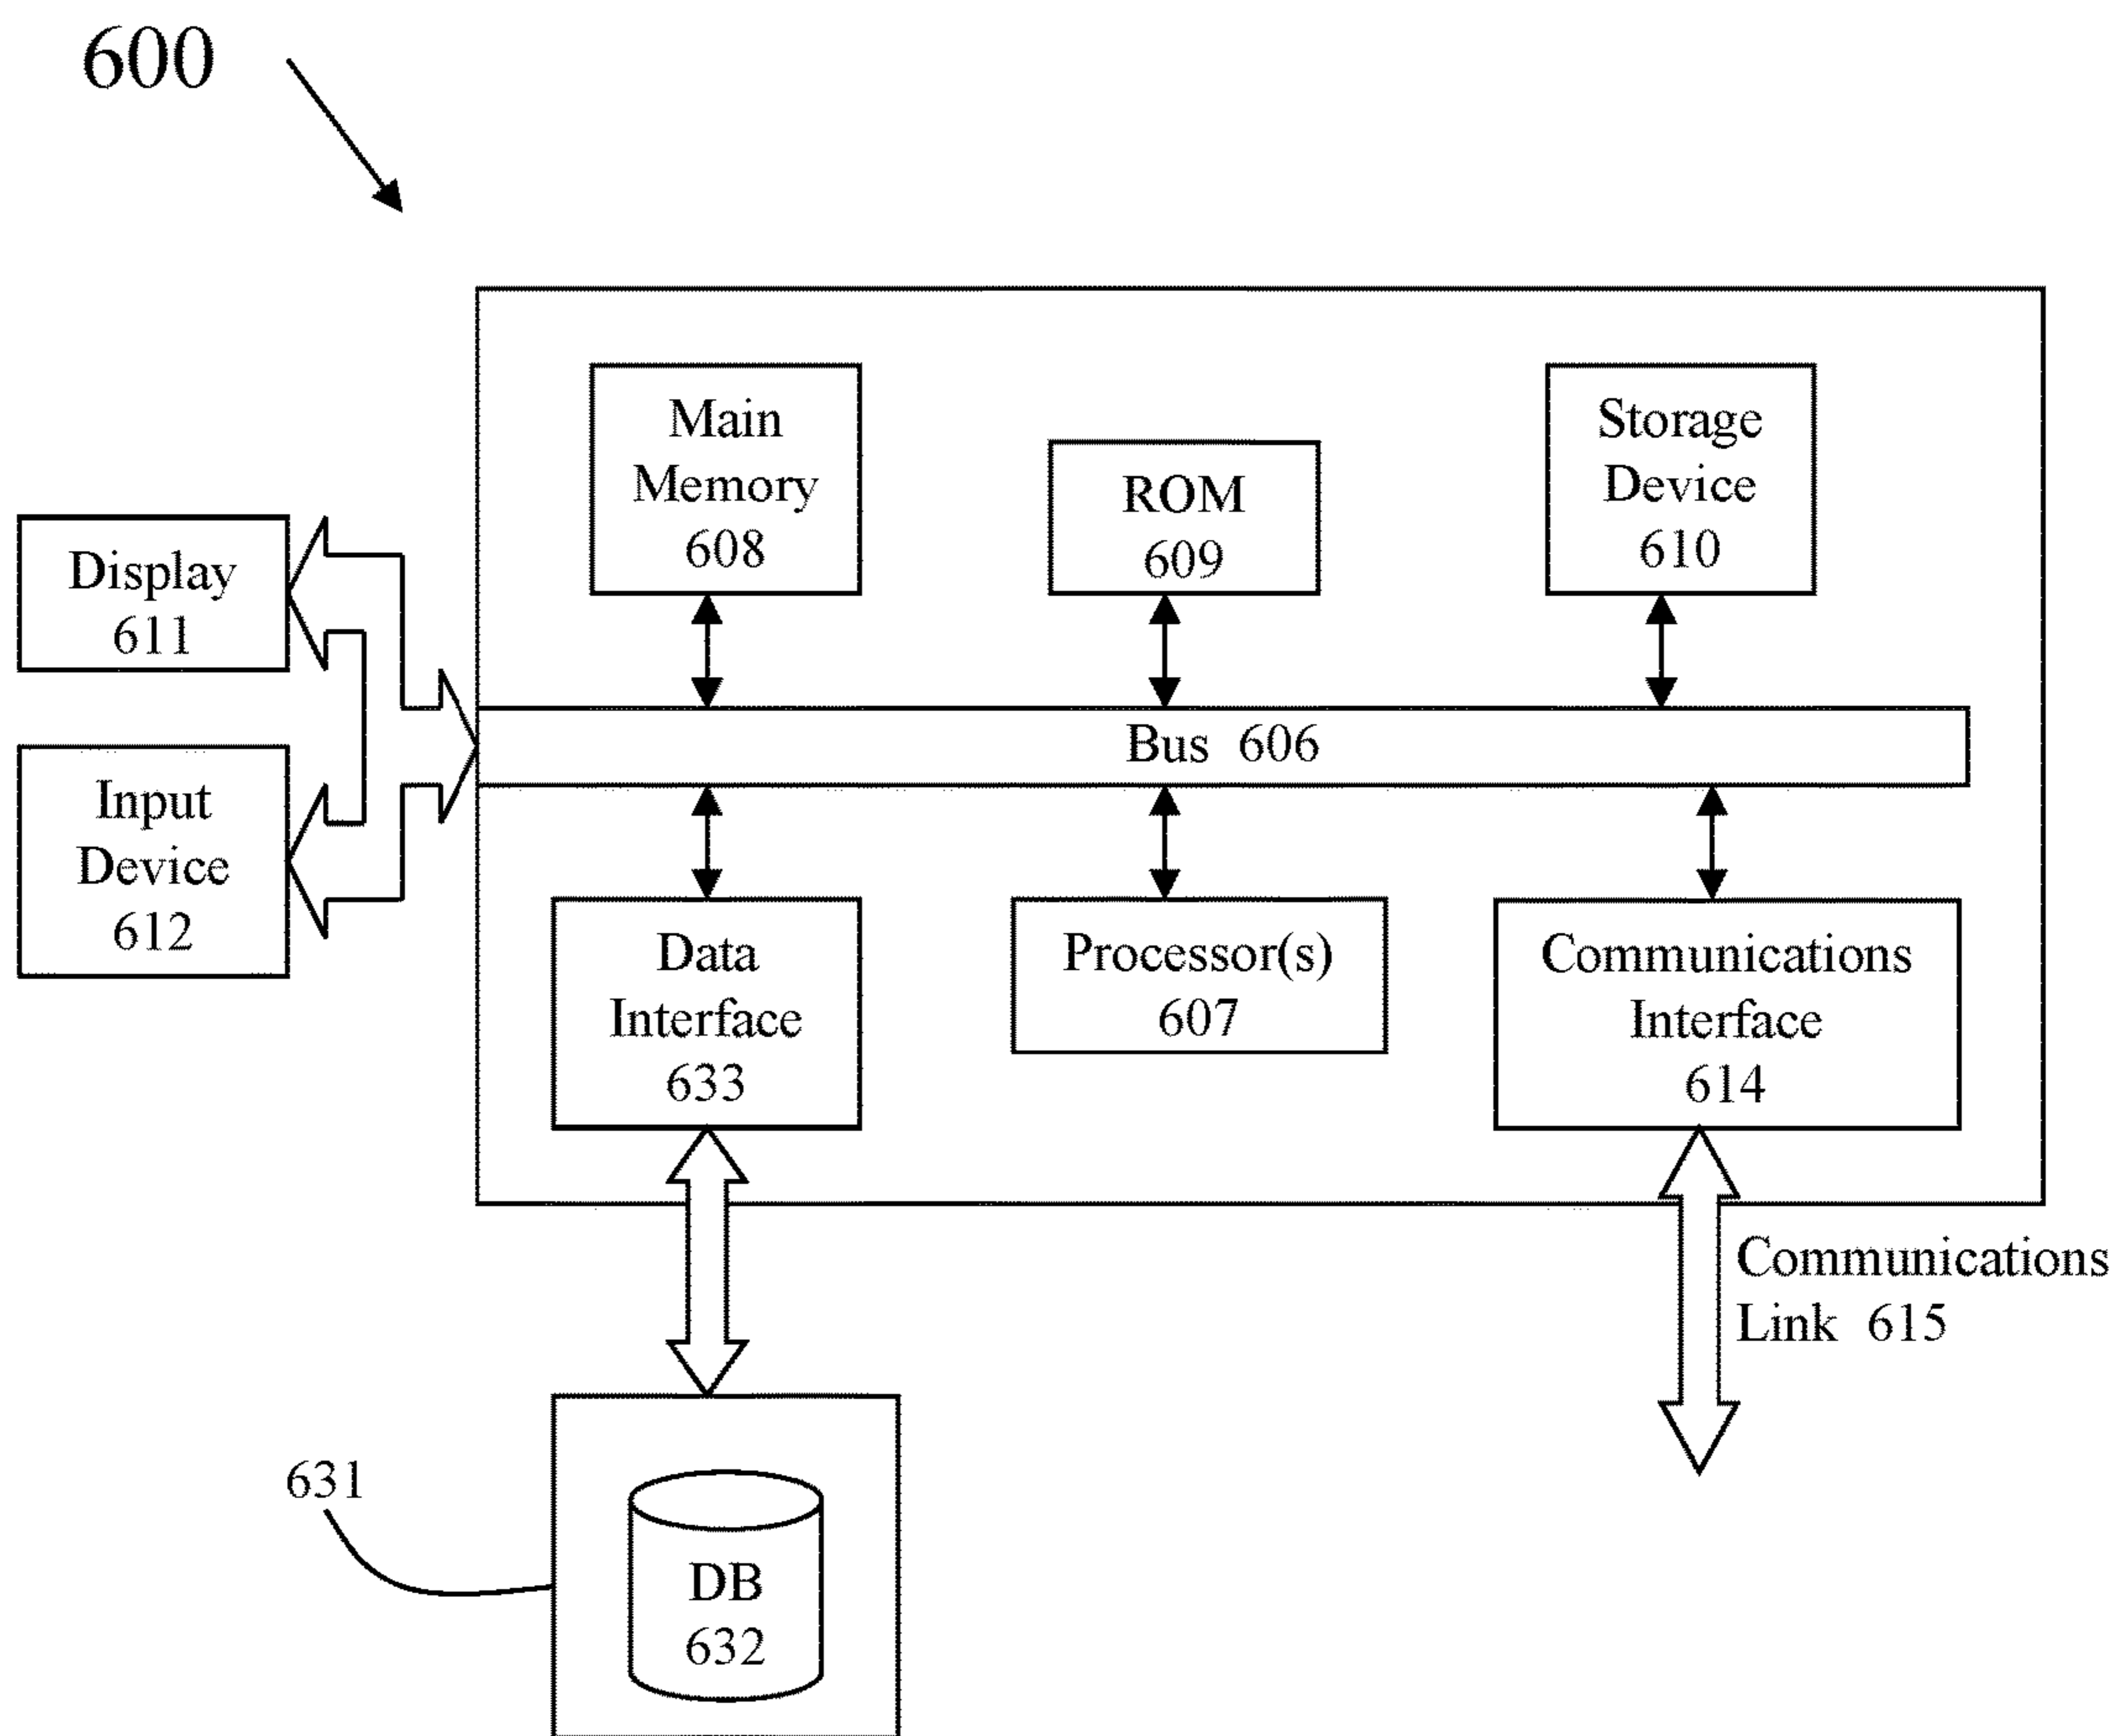 600
Main
Memory
608
ROM
609
Storage
Device
610
Display
611
Bus 606
Input
Device
612
Data
Interface
633
Processor(s)
607
Communications
Interface
614
Communications
Link 615
631
DB
632